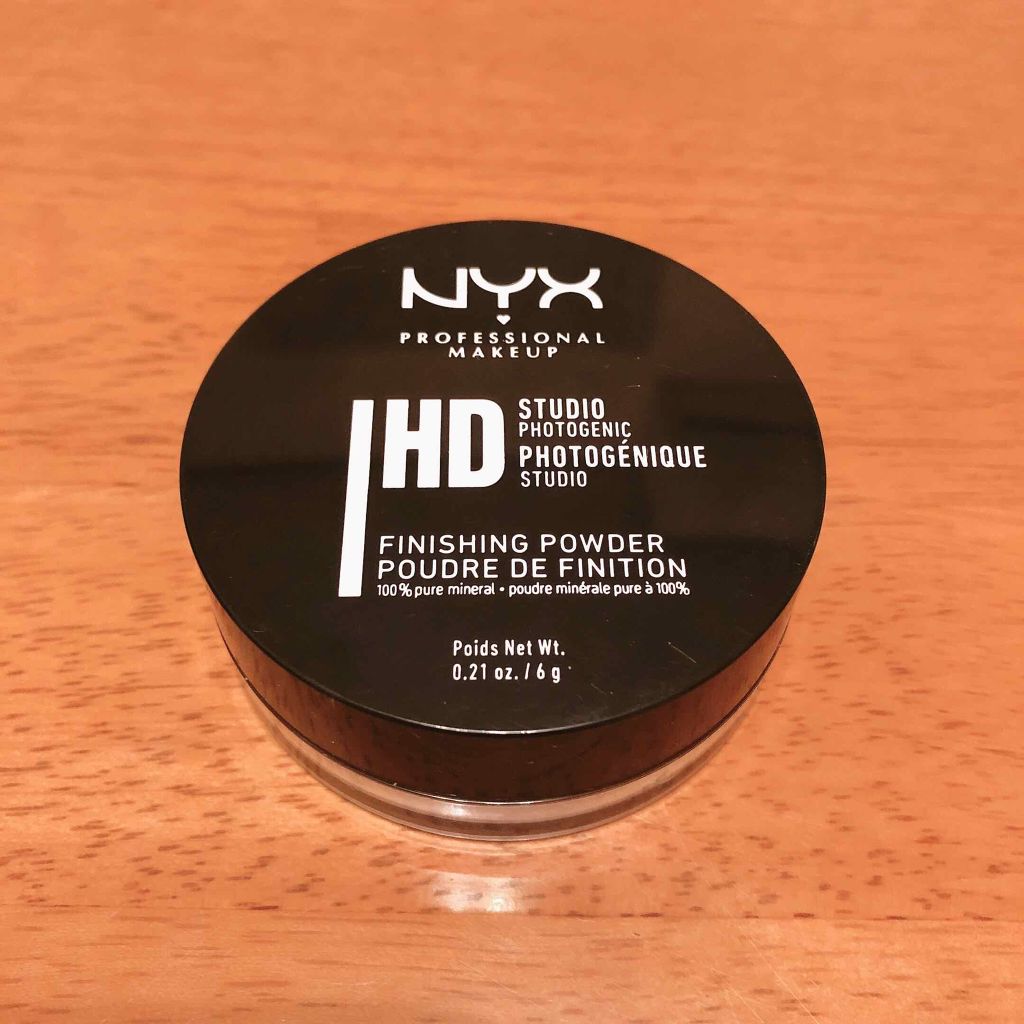 NYX
PROFESSIONAL
MAKEUP
HD
STUDIO
PHOTOGENIC
PHOTOGÉNIQUE
STUDIO
FINISHING POWDER
POUDRE DE FINITION
100% pure mineral • poudre minérale pure à 100%
Poids Net Wt.
0.21 oz. / 6 g